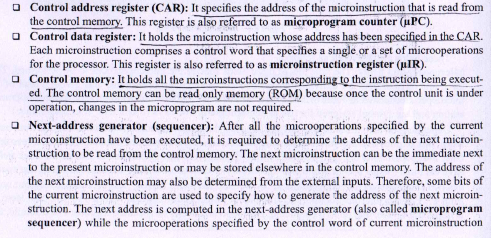 ❑ Control address register (CAR): It specifies the address of the microinstruction that is read from
the control memory. This register is also referred to as microprogram counter (µPC).
❑ Control data register: It holds the microinstruction whose address has been specified in the CAR.
Each microinstruction comprises a control word that specifies a single or a set of microoperations
for the processor. This register is also referred to as microinstruction register (µIR).
❑ Control memory: It holds all the microinstructions corresponding to the instruction being execut-
ed. The control memory can be read only memory (ROM) because once the control unit is under
operation, changes in the microprogram are not required.
❑ Next-address generator (sequencer): After all the microoperations specified by the current
microinstruction have been executed, it is required to determine the address of the next microin-
struction to be read from the control memory. The next microinstruction can be the immediate next
to the present microinstruction or may be stored elsewhere in the control memory. The address of
the next microinstruction may also be determined from the external inputs. Therefore, some bits of
the current microinstruction are used to specify how to generate the address of the next microin-
struction. The next address is computed in the next-address generator (also called microprogram
sequencer) while the microoperations specified by the control word of current microinstruction